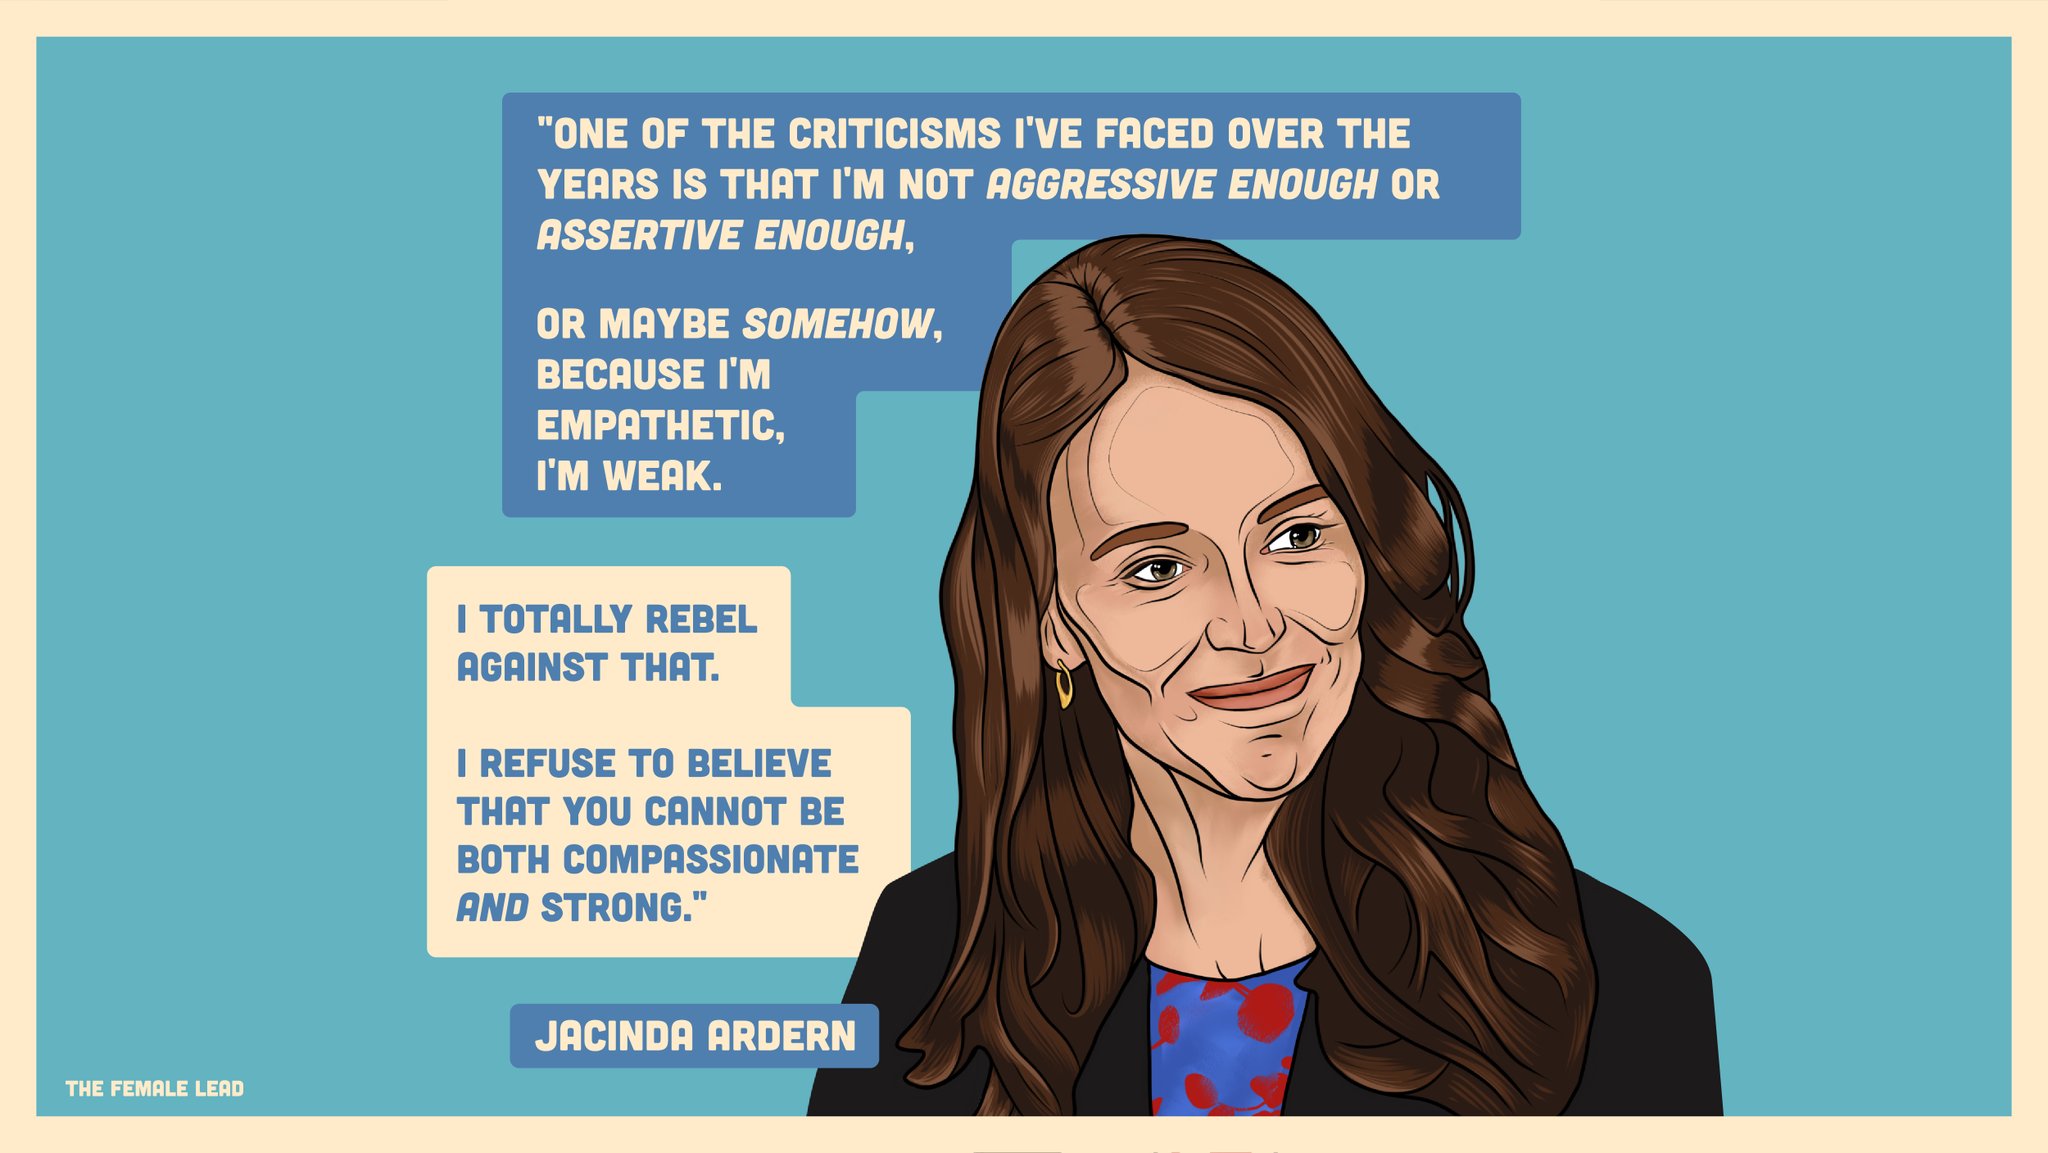 "ONE OF THE CRITICISMS I'VE FACED OVER THE
YEARS IS THAT I'M NOT AGGRESSIVE ENOUGH OR
ASSERTIVE ENOUGH,
OR MAYBE SOMEHOW,
BECAUSE I'M
EMPATHETIC,
I'M WEAK.
I TOTALLY REBEL
AGAINST THAT.
I REFUSE TO BELIEVE
THAT YOU CANNOT BE
BOTH COMPASSIONATE
AND STRONG."
JACINDA ARDERN
THE FEMALE LEAD